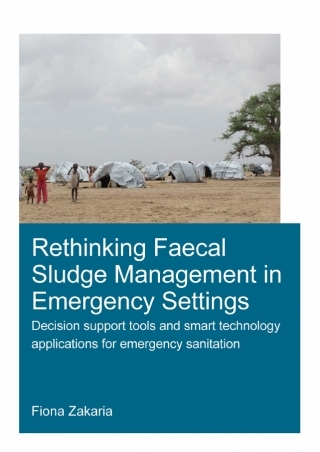 Rethinking Faecal
Sludge Management in
Emergency Settings
Decision support tools and smart technology
applications for emergency sanitation
Fiona Zakaria